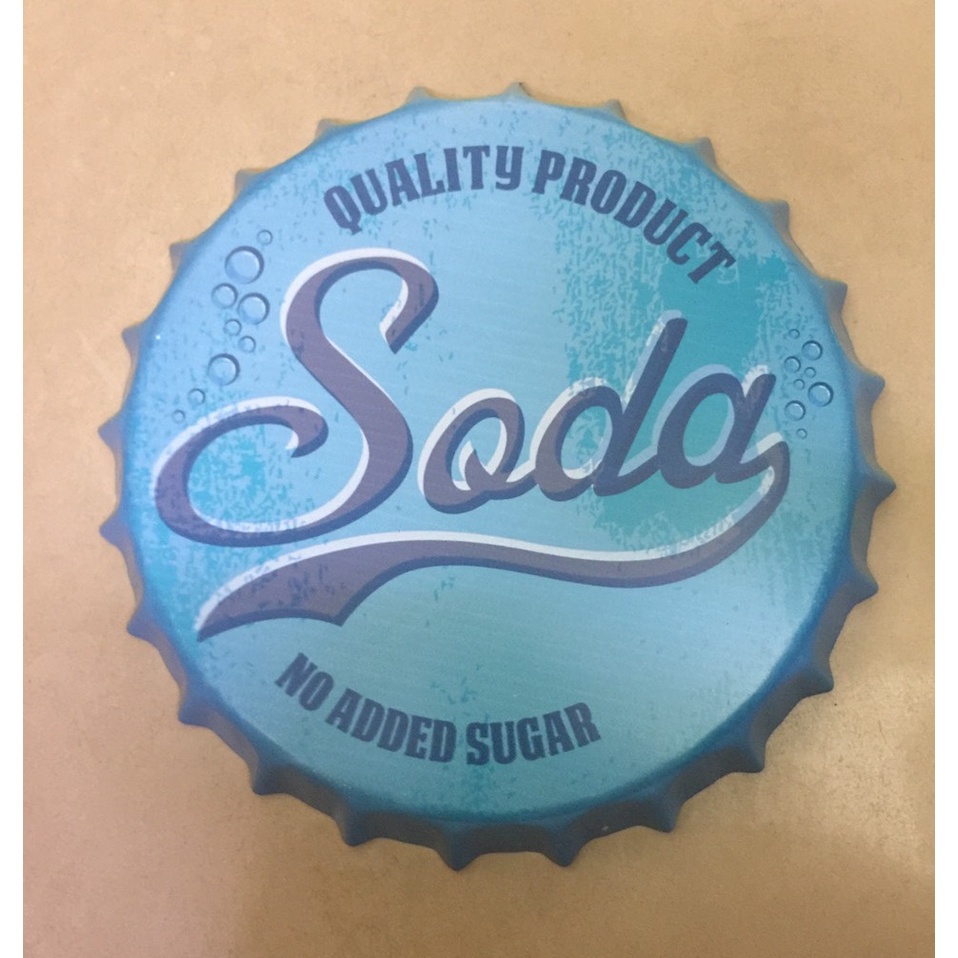 QUALITY PRODUCT
Soda
NO ADDED SUGAR